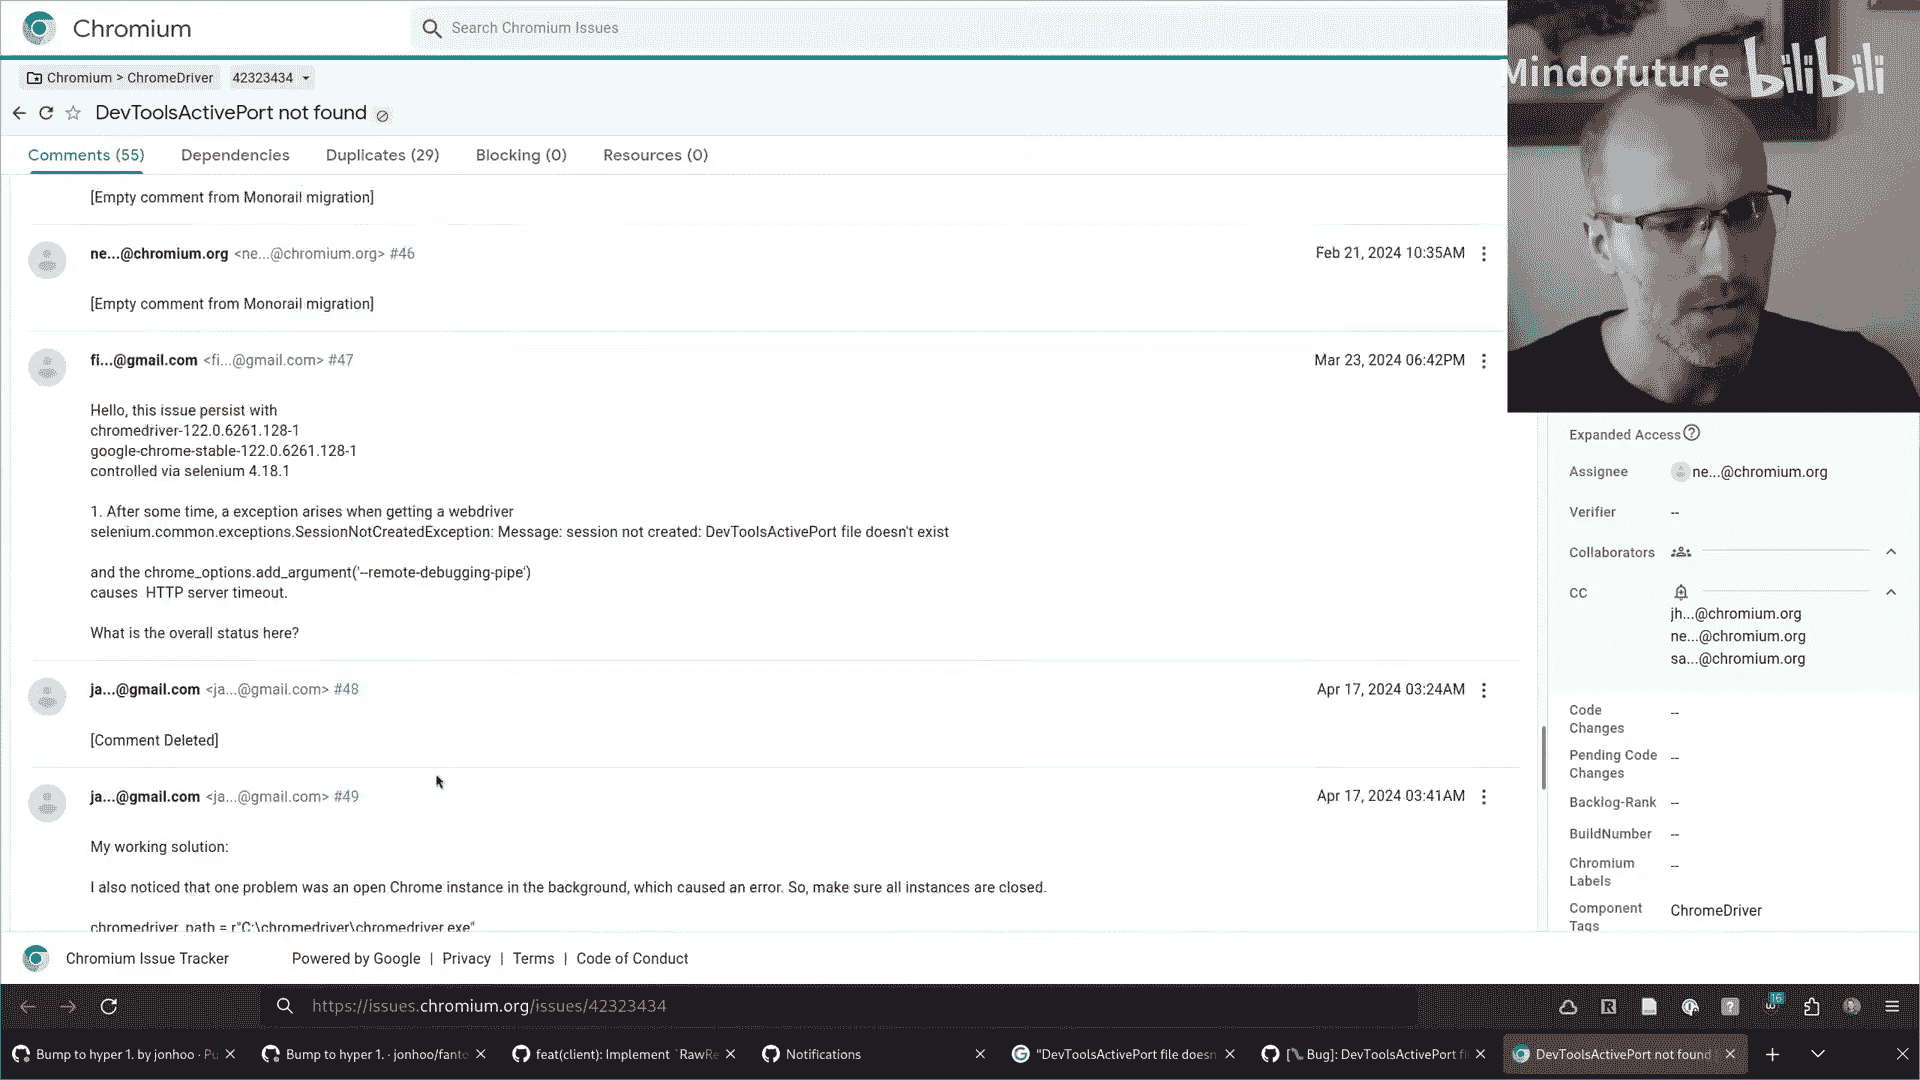 Chromium
Search Chromium Issues
Mindofuture bilibili
Chromium > ChromeDriver
42323434
DevToolsActivePort not found
Comments (55)
Dependencies
Duplicates (29)
Blocking (0)
Resources (0)
[Empty comment from Monorail migration]
ne...@chromium.org <ne...@chromium.org> #46
Feb 21, 2024 10:35AM
[Empty comment from Monorail migration]
fi...@gmail.com <fi...@gmail.com> #47
Mar 23, 2024 06:42PM
Hello, this issue persist with
chromedriver-122.0.6261.128-1
google-chrome-stable-122.0.6261.128-1
controlled via selenium 4.18.1
1. After some time, a exception arises when getting a webdriver
selenium.common.exceptions.SessionNotCreatedException: Message: session not created: DevToolsActivePort file doesn't exist
and the chrome_options.add_argument('--remote-debugging-pipe')
causes  HTTP server timeout.
What is the overall status here?
ja...@gmail.com <ja...@gmail.com> #48
Apr 17, 2024 03:24AM
[Comment Deleted]
ja...@gmail.com <ja...@gmail.com> #49
Apr 17, 2024 03:41AM
My working solution:
I also noticed that one problem was an open Chrome instance in the background, which caused an error. So, make sure all instances are closed.
chromedriver_path = r"C:\chromedriver\chromedriver.exe"
Expanded Access
Assignee
ne...@chromium.org
Verifier
--
Collaborators
CC
jh...@chromium.org
ne...@chromium.org
sa...@chromium.org
Code Changes
--
Pending Code Changes
--
Backlog-Rank
--
BuildNumber
--
Chromium Labels
--
Component Tags
ChromeDriver
Chromium Issue Tracker
Powered by Google | Privacy | Terms | Code of Conduct
https://issues.chromium.org/issues/42323434
16
Bump to hyper 1. by jonhoo · Pu
Bump to hyper 1. · jonhoo/fanto
feat(client): Implement `RawRe
Notifications
"DevToolsActivePort file doesn
[🐛 Bug]: DevToolsActivePort fi
DevToolsActivePort not found